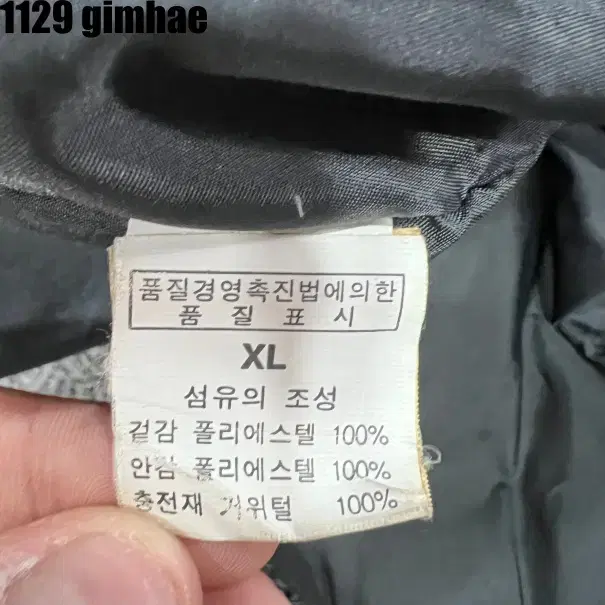 1129 gimhae
품질경영촉진법에의한
품 질 표 시
XL
섬유의 조성
겉감 폴리에스텔 100%
안감 폴리에스텔 100%
충전재 거위털 100%